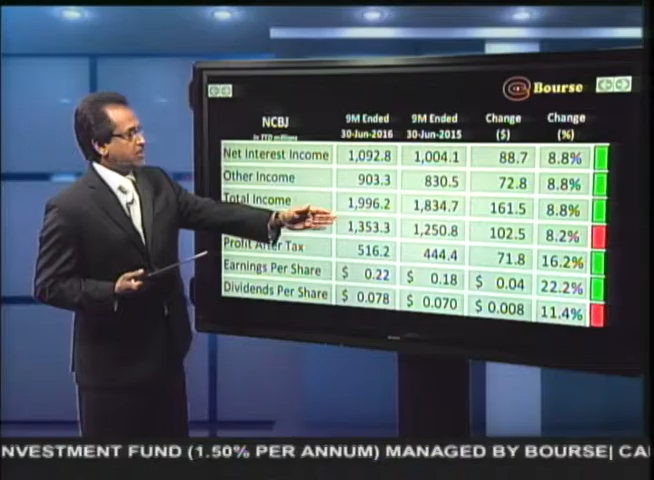 @ Bourse
NCBJ 9M Ended 9M Ended Change Change
in TTD millions 30-Jun-2016 30-Jun-2015 ($) (%)
Net Interest Income 1,092.8 1,004.1 88.7 8.8%
Other Income 903.3 830.5 72.8 8.8%
Total Income 1,996.2 1,834.7 161.5 8.8%
1,353.3 1,250.8 102.5 8.2%
Profit After Tax 516.2 444.4 71.8 16.2%
Earnings Per Share $ 0.22 $ 0.18 $ 0.04 22.2%
Dividends Per Share $ 0.078 $ 0.070 $ 0.008 11.4%
NVESTMENT FUND (1.50% PER ANNUM) MANAGED BY BOURSE| CA